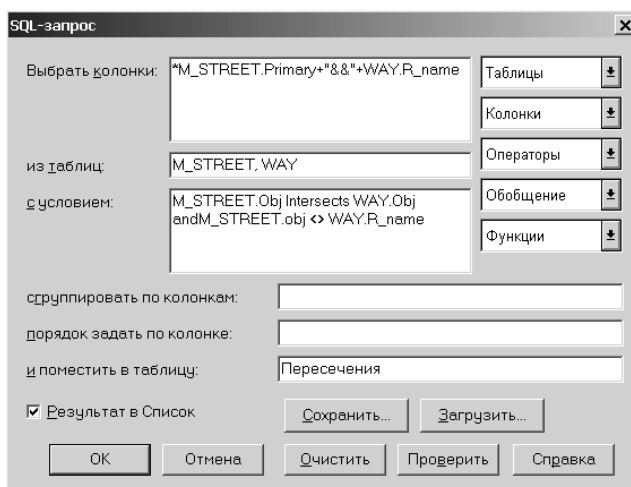 SQL-запрос
Выбрать колонки:
*M_STREET.Primary+"&&"+WAY.R_name
Таблицы
Колонки
Операторы
Обобщение
Функции
из таблиц:
M_STREET, WAY
с условием:
M_STREET.Obj Intersects WAY.Obj
andM_STREET.obj <> WAY.R_name
сгруппировать по колонкам:
порядок задать по колонке:
и поместить в таблицу:
Пересечения
Результат в Список
Сохранить...
Загрузить...
OK
Отмена
Очистить
Проверить
Справка